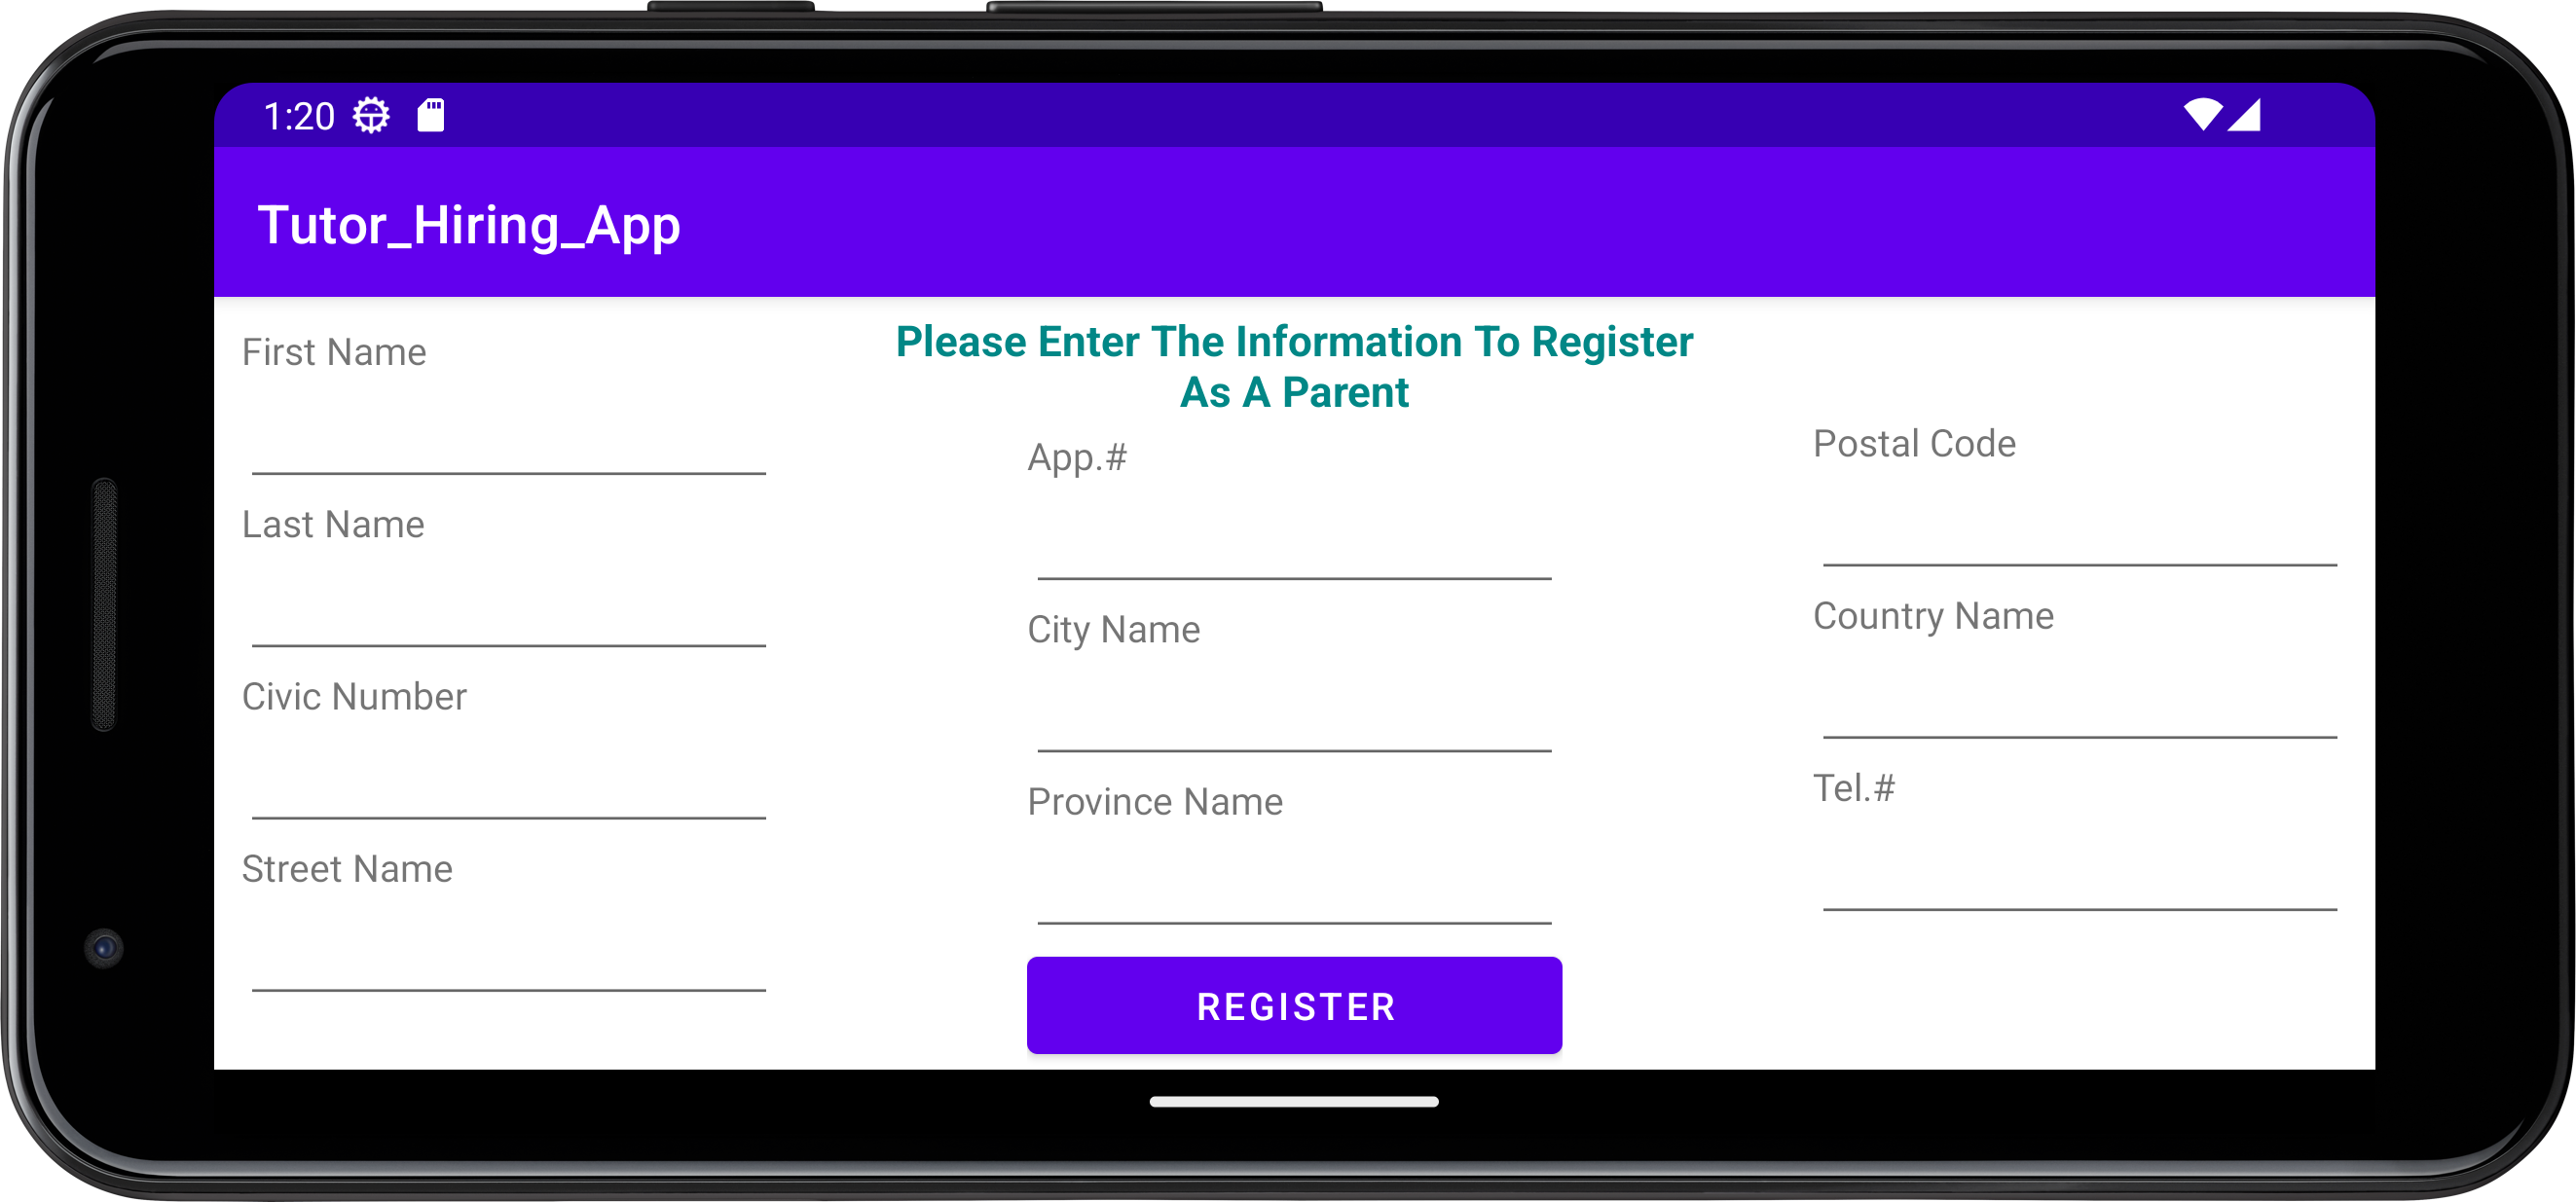 1:20
Tutor_Hiring_App
Please Enter The Information To Register
As A Parent
First Name
Last Name
Civic Number
Street Name
App.#
City Name
Province Name
REGISTER
Postal Code
Country Name
Tel.#